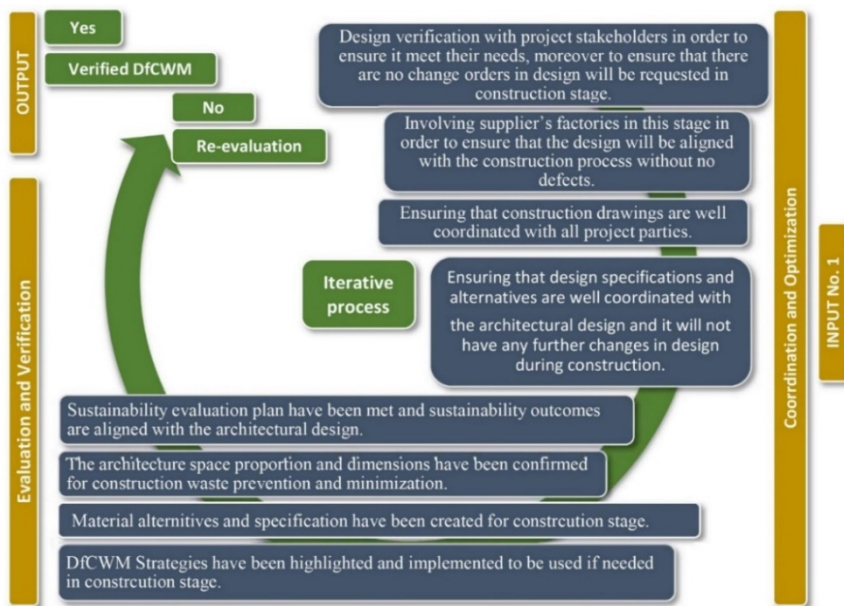 OUTPUT
Yes
Verified DfCWM
No
Re-evaluation
Design verification with project stakeholders in order to
ensure it meet their needs, moreover to ensure that there
are no change orders in design will be requested in
construction stage.
Involving supplier's factories in this stage in
order to ensure that the design will be aligned
with the construction process without no
defects.
Ensuring that construction drawings are well
coordinated with all project parties.
Iterative
process
Ensuring that design specifications and
alternatives are well coordinated with
the architectural design and it will not
have any further changes in design
during construction.
Coorrdination and Optimization
INPUT No. 1
Evaluation and Verification
Sustainability evaluation plan have been met and sustainability outcomes
are aligned with the architectural design.
The architecture space proportion and dimensions have been confirmed
for construction waste prevention and minimization.
Material alternitives and specification have been created for constrcution stage.
DfCWM Strategies have been highlighted and implemented to be used if needed
in constrcution stage.